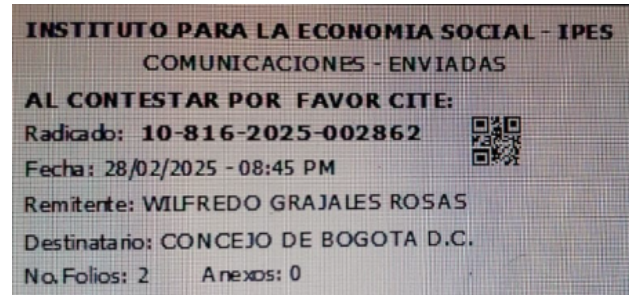 INSTITUTO PARA LA ECONOMIA SOCIAL - IPES
COMUNICACIONES - ENVIADAS
AL CONTESTAR POR FAVOR CITE:
Radicado: 10-816-2025-002862
Fecha: 28/02/2025 - 08:45 PM
Remitente: WILFREDO GRAJALES ROSAS
Destinatario: CONCEJO DE BOGOTA D.C.
No. Folios: 2 Anexos: 0